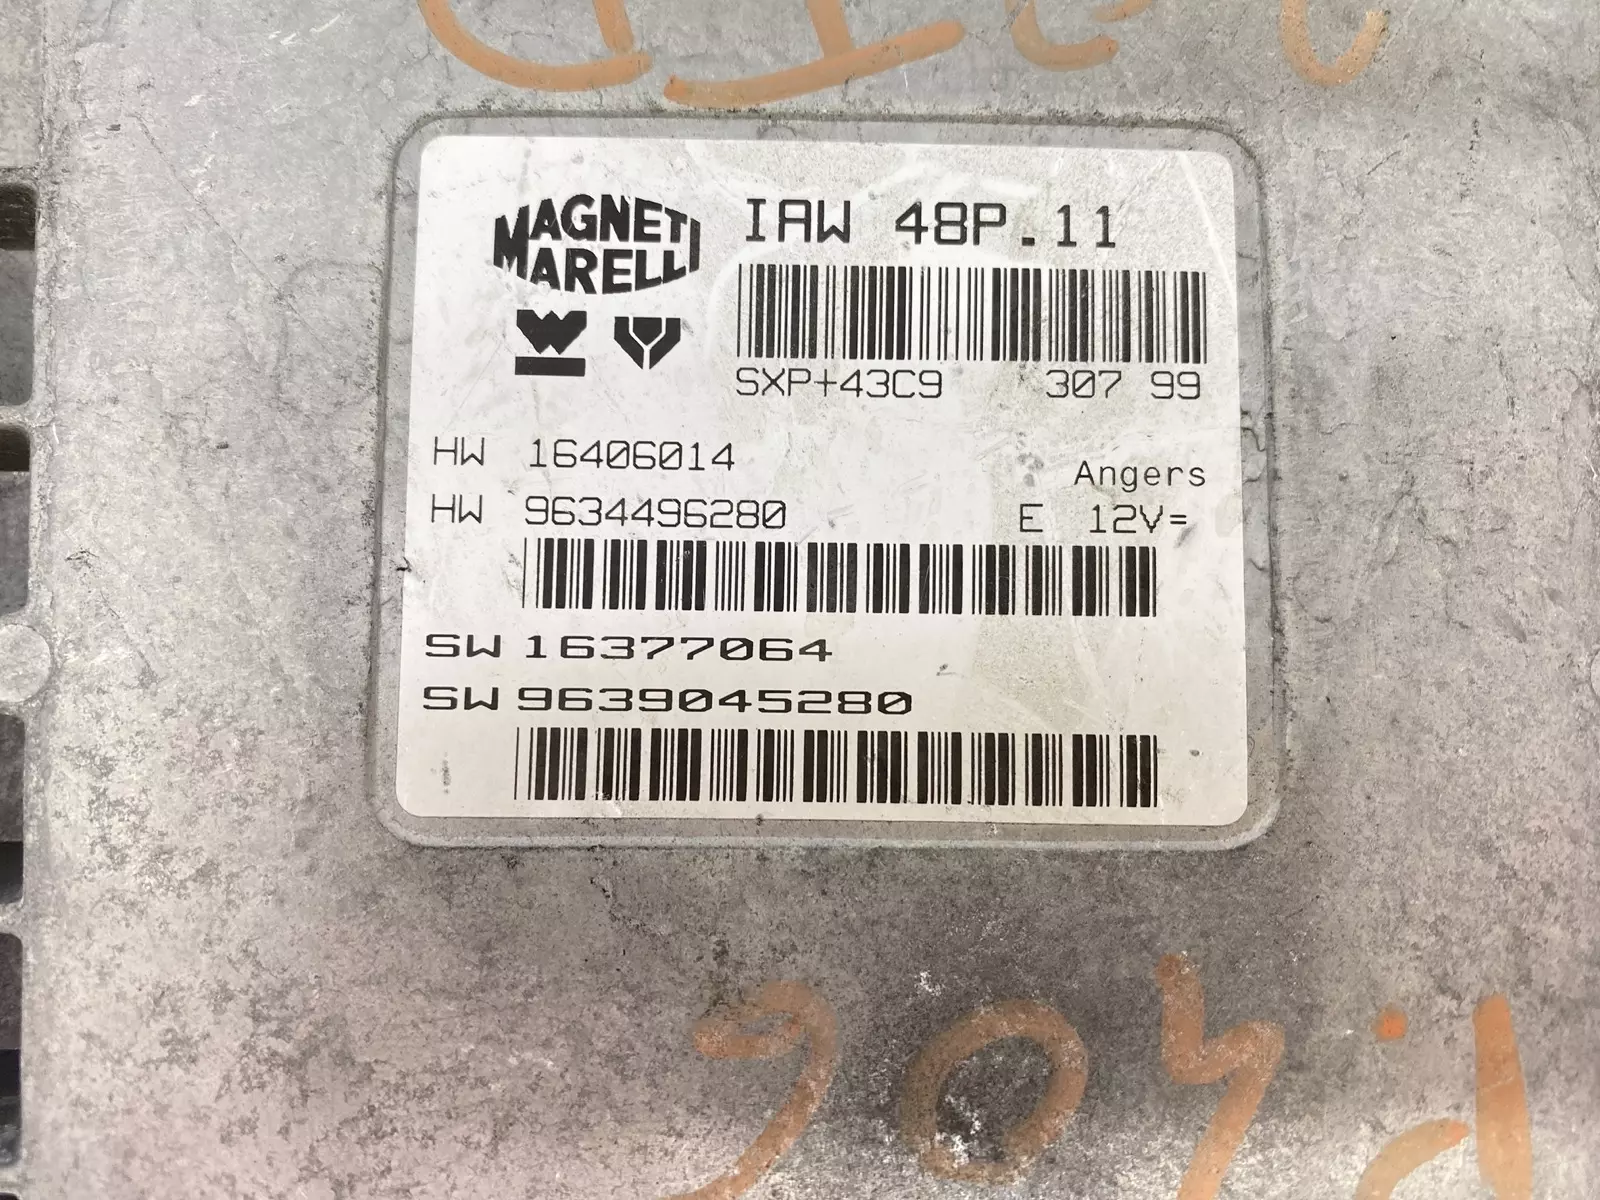 MAGNETI
MARELLI
IAW 48P.11
SXP+43C9 307 99
HW 16406014
Angers
HW 9634496280
E 12V=
SW 16377064
SW 9639045280